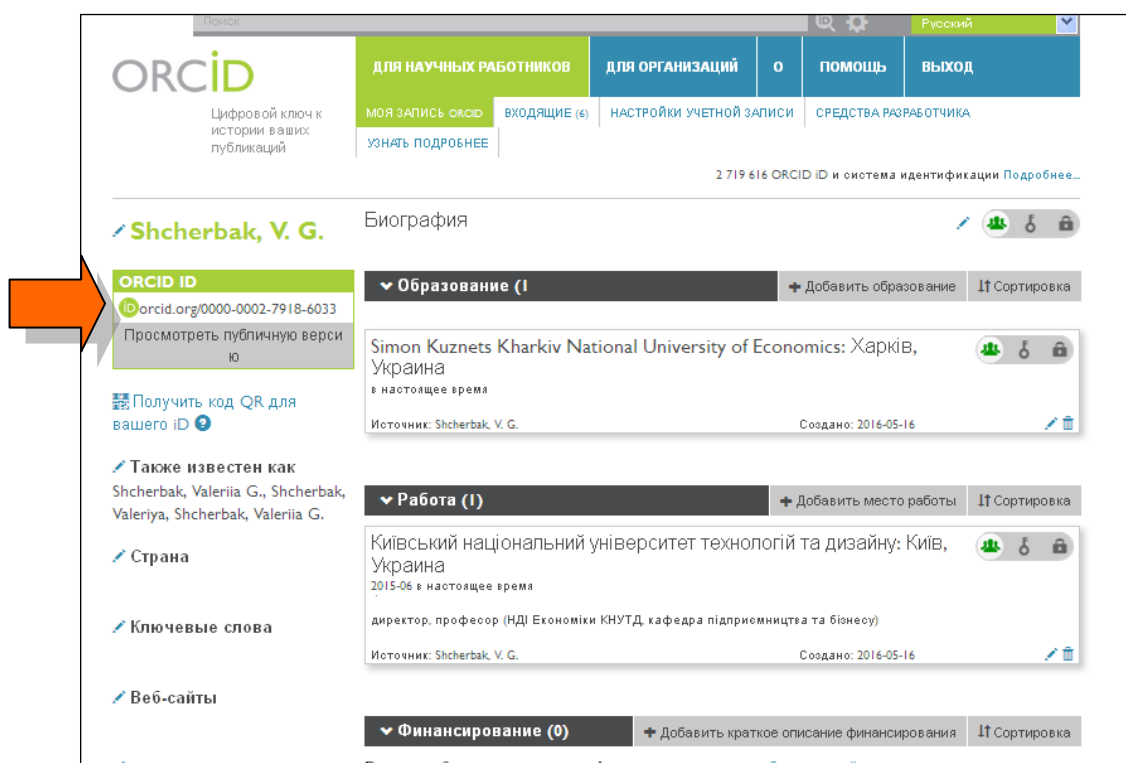 Поиск
Русский
ORCiD
Цифровой ключ к
истории ваших
публикаций
ДЛЯ НАУЧНЫХ РАБОТНИКОВ
ДЛЯ ОРГАНИЗАЦИЙ
О
ПОМОЩЬ
ВЫХОД
МОЯ ЗАПИСЬ ORCID
ВХОДЯЩИЕ (6)
НАСТРОЙКИ УЧЕТНОЙ ЗАПИСИ
СРЕДСТВА РАЗРАБОТЧИКА
УЗНАТЬ ПОДРОБНЕЕ
2 719 616 ORCID iD и система идентификации Подробнее...
Shcherbak, V. G.
ORCID ID
iD orcid.org/0000-0002-7918-6033
Просмотреть публичную верси
ю
Получить код QR для
вашего iD ?
Также известен как
Shcherbak, Valeriia G., Shcherbak,
Valeriya, Shcherbak, Valeriia G.
Страна
Ключевые слова
Веб-сайты
Биография
Образование (I
Добавить образование
Сортировка
Simon Kuznets Kharkiv National University of Economics: Харків,
Украина
в настоящее время
Источник: Shcherbak, V. G.
Создано: 2016-05-16
Работа (1)
Добавить место работы
Сортировка
Київський національний університет технологій та дизайну: Київ,
Украина
2015-06 в настоящее время
директор, професор (НДІ Економіки КНУТД, кафедра підприємництва та бізнесу)
Источник: Shcherbak, V. G.
Создано: 2016-05-16
Финансирование (0)
Добавить краткое описание финансирования
Сортировка